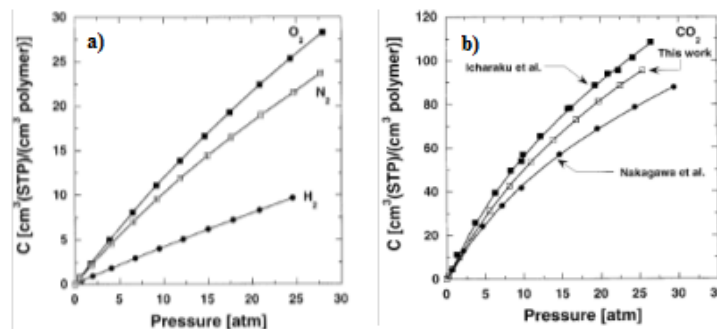 a)
O2
N2
H2
C [cm3(STP)/(cm3 polymer)]
30
25
20
15
10
5
0
0 5 10 15 20 25 30
Pressure [atm]
b)
CO2
This work
Icharaku et al.
Nakagawa et al.
C [cm3(STP)/(cm3 polymer)]
120
100
80
60
40
20
0
0 5 10 15 20 25 30 35
Pressure [atm]